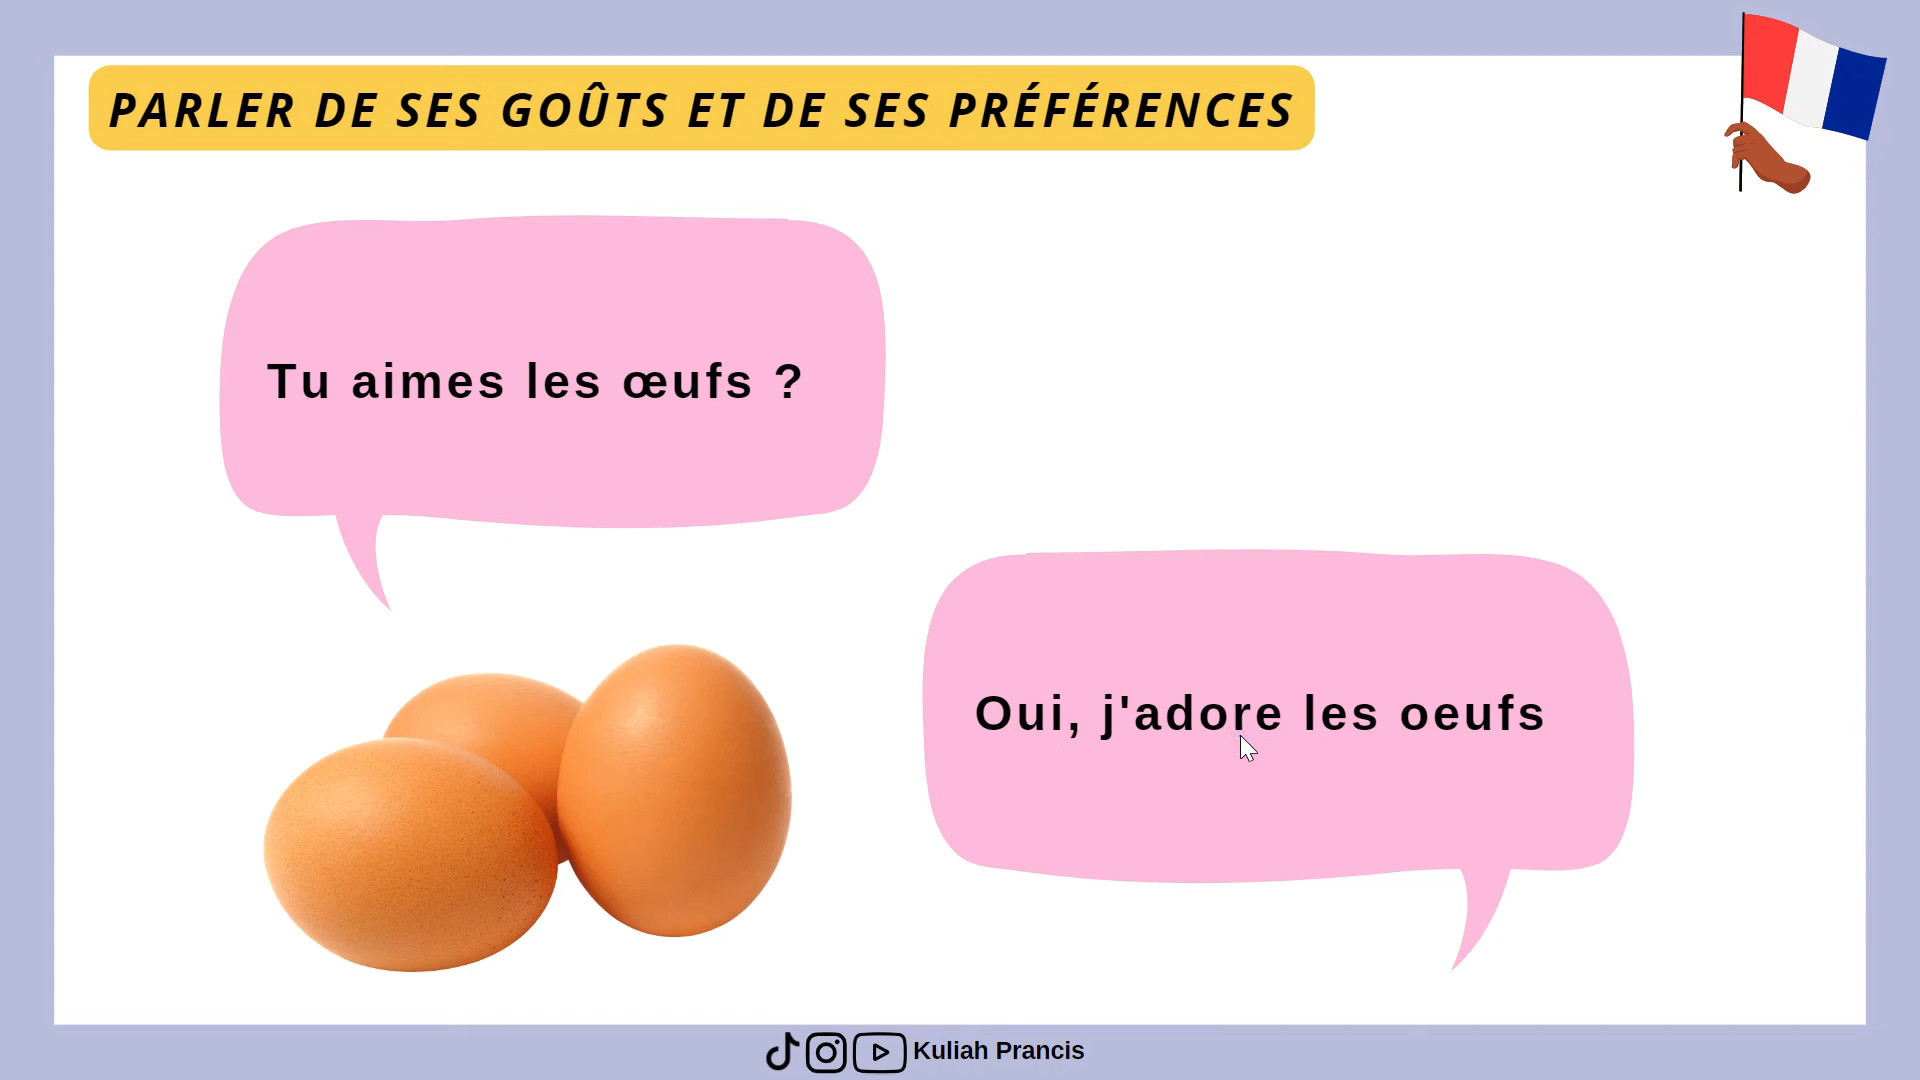 PARLER DE SES GOÛTS ET DE SES PRÉFÉRENCES
Tu aimes les œufs ?
Oui, j'adore les oeufs
Kuliah Prancis